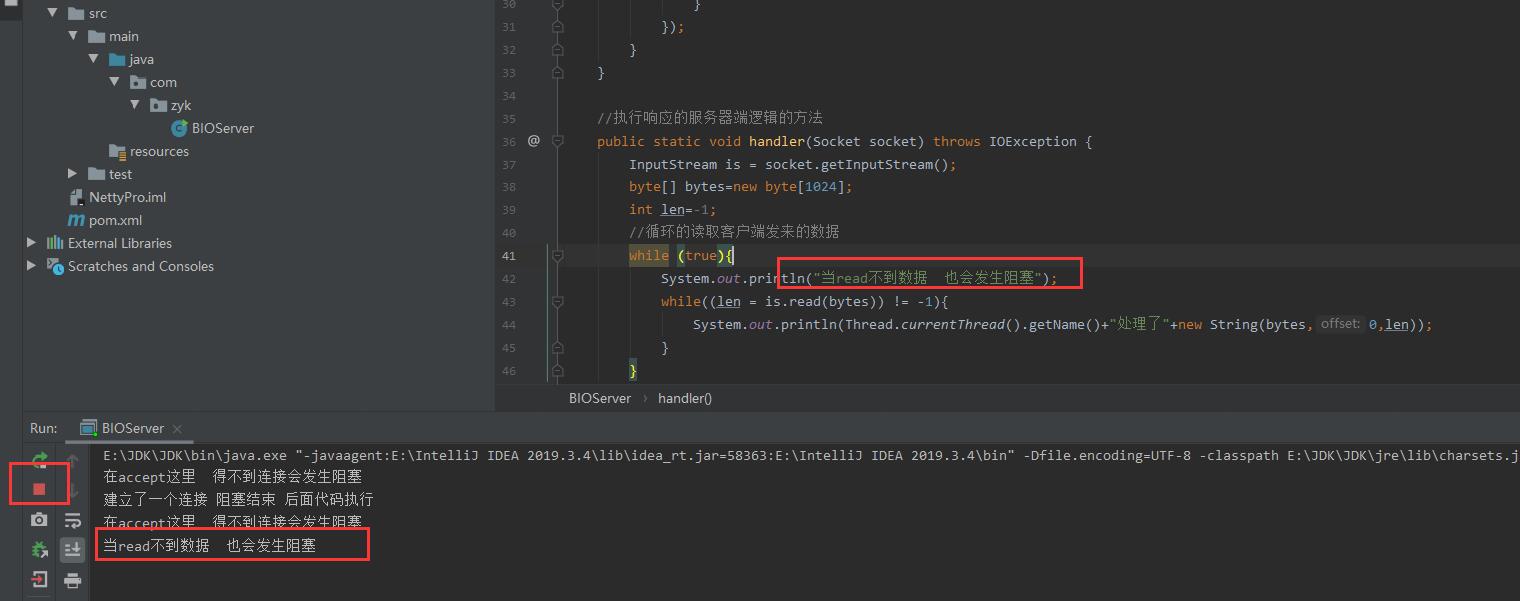 src
main
java
com
zyk
BIOServer
resources
test
NettyPro.iml
pom.xml
External Libraries
Scratches and Consoles
30 }
31 });
32 }
33 }
34
35 //执行响应的服务器端逻辑的方法
36 @ public static void handler(Socket socket) throws IOException {
37 InputStream is = socket.getInputStream();
38 byte[] bytes=new byte[1024];
39 int len=-1;
40 //循环的读取客户端发来的数据
41 while (true){
42 System.out.println("当read不到数据 也会发生阻塞");
43 while((len = is.read(bytes)) != -1){
44 System.out.println(Thread.currentThread().getName()+"处理了"+new String(bytes, offset: 0,len));
45 }
46 }
BIOServer › handler()
Run: BIOServer ×
E:\JDK\JDK\bin\java.exe "-javaagent:E:\IntelliJ IDEA 2019.3.4\lib\idea_rt.jar=58363:E:\IntelliJ IDEA 2019.3.4\bin" -Dfile.encoding=UTF-8 -classpath E:\JDK\JDK\jre\lib\charsets.j
在accept这里 得不到连接会发生阻塞
建立了一个连接 阻塞结束 后面代码执行
在accept这里 得不到连接会发生阻塞
当read不到数据 也会发生阻塞